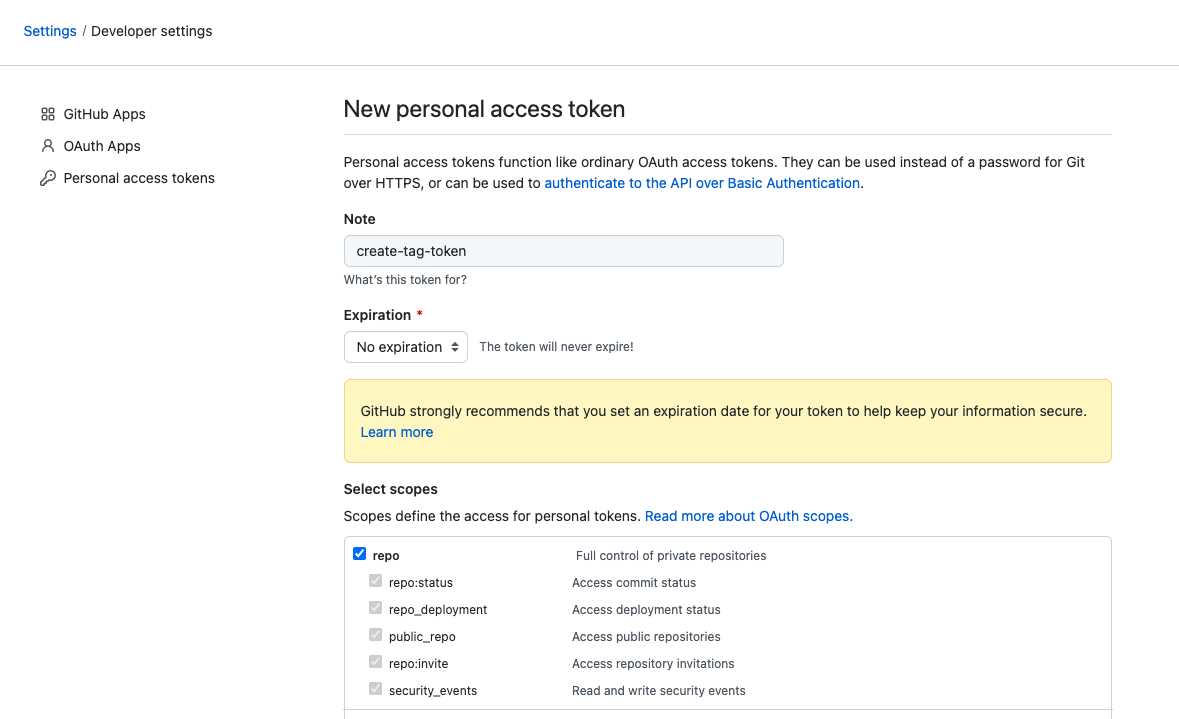 Settings / Developer settings
GitHub Apps
OAuth Apps
Personal access tokens
New personal access token
Personal access tokens function like ordinary OAuth access tokens. They can be used instead of a password for Git
over HTTPS, or can be used to authenticate to the API over Basic Authentication.
Note
create-tag-token
What's this token for?
Expiration *
No expiration The token will never expire!
GitHub strongly recommends that you set an expiration date for your token to help keep your information secure.
Learn more
Select scopes
Scopes define the access for personal tokens. Read more about OAuth scopes.
repo Full control of private repositories
repo:status Access commit status
repo_deployment Access deployment status
public_repo Access public repositories
repo:invite Access repository invitations
security_events Read and write security events